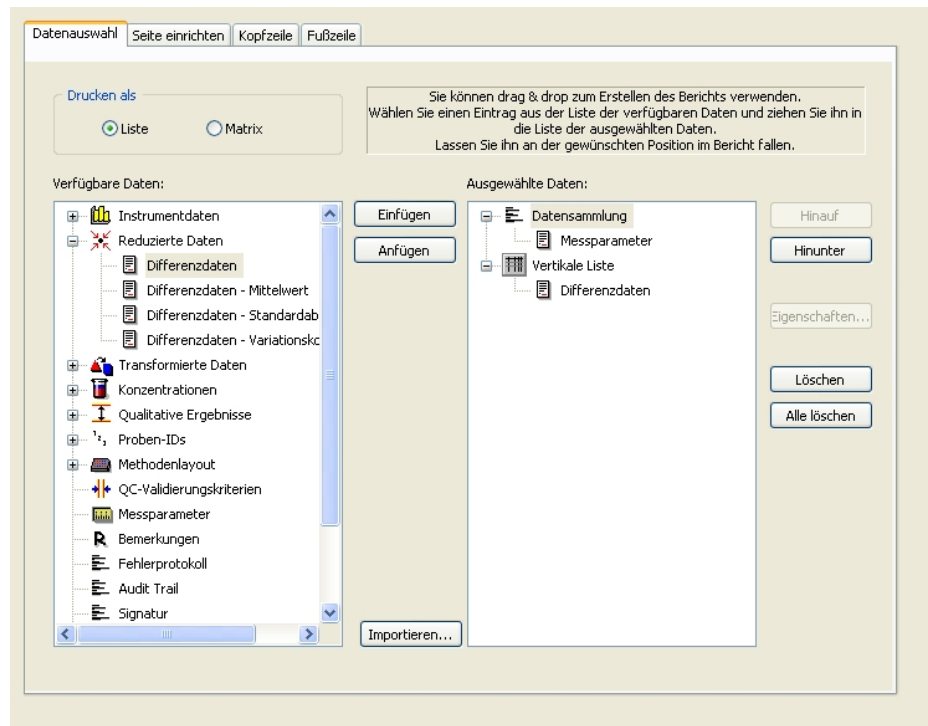 Datenauswahl Seite einrichten Kopfzeile Fußzeile
Drucken als
Liste Matrix
Sie können drag & drop zum Erstellen des Berichts verwenden.
Wählen Sie einen Eintrag aus der Liste der verfügbaren Daten und ziehen Sie ihn in
die Liste der ausgewählten Daten.
Lassen Sie ihn an der gewünschten Position im Bericht fallen.
Verfügbare Daten:
Instrumentdaten
Reduzierte Daten
Differenzdaten
Differenzdaten - Mittelwert
Differenzdaten - Standardab
Differenzdaten - Variationskc
Transformierte Daten
Konzentrationen
Qualitative Ergebnisse
Proben-IDs
Methodenlayout
QC-Validierungskriterien
Messparameter
Bemerkungen
Fehlerprotokoll
Audit Trail
Signatur
Einfügen
Anfügen
Importieren...
Ausgewählte Daten:
Datensammlung
Messparameter
Vertikale Liste
Differenzdaten
Hinauf
Hinunter
Eigenschaften...
Löschen
Alle löschen